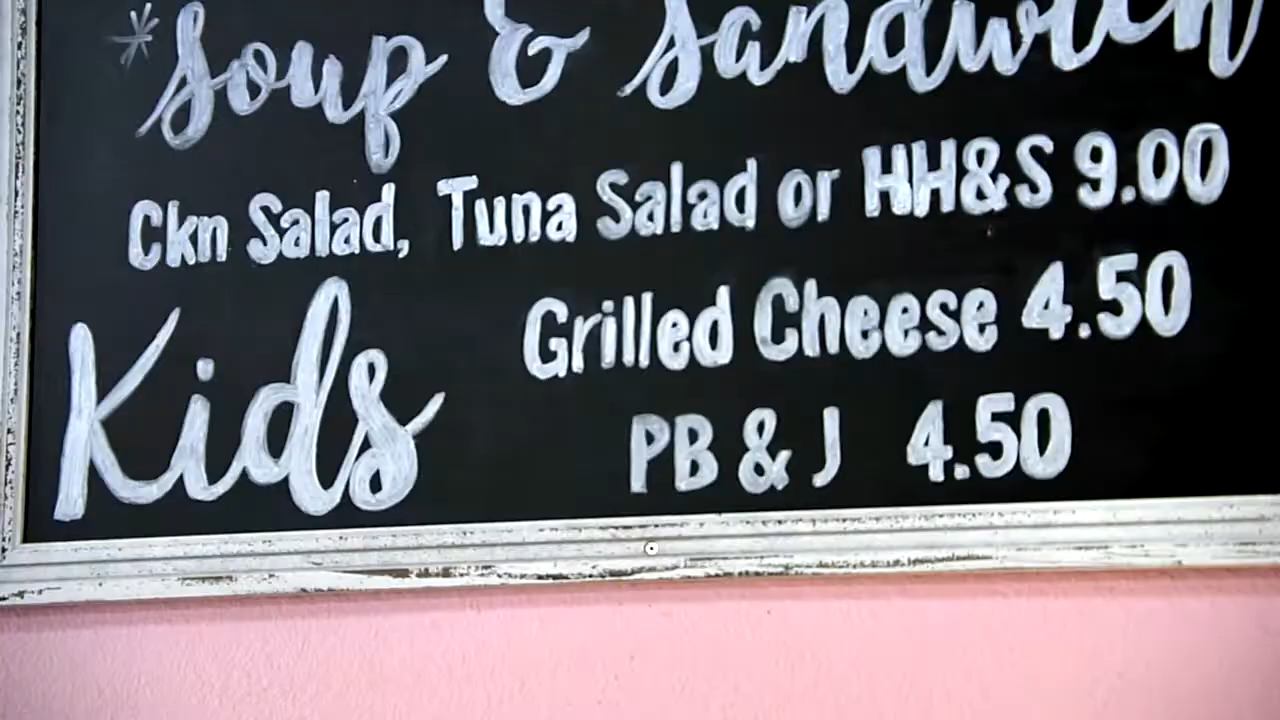 *Soup & Sandwich
Ckn Salad, Tuna Salad or HH&S 9.00
Kids
Grilled Cheese 4.50
PB & J 4.50